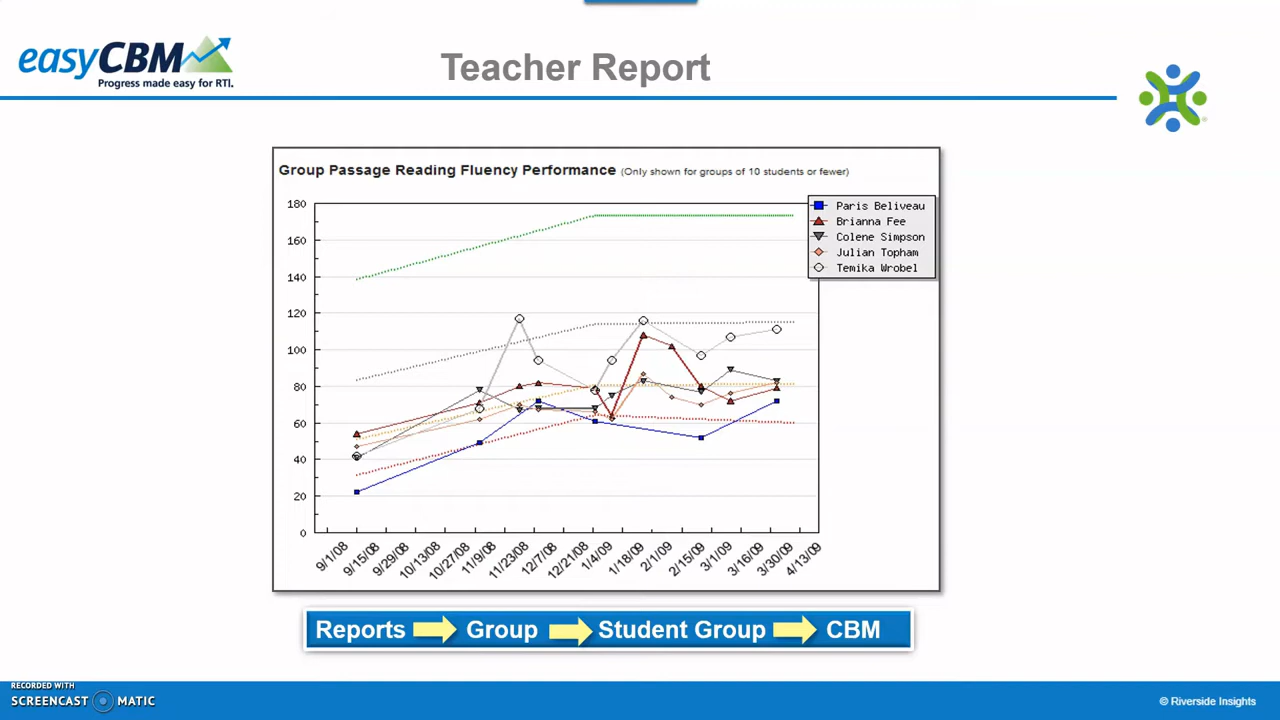 easyCBM
Progress made easy for RTI.
Teacher Report
Group Passage Reading Fluency Performance (Only shown for groups of 10 students or fewer)
180
160
140
120
100
80
60
40
20
0
Paris Beliveau
Brianna Fee
Colene Simpson
Julian Topham
Temika Wrobel
9/1/08
9/15/08
9/29/08
10/13/08
10/27/08
11/9/08
11/23/08
12/7/08
12/21/08
1/4/09
1/18/09
2/1/09
2/15/09
3/1/09
3/16/09
3/30/09
4/13/09
Reports Group Student Group CBM
RECORDED WITH
SCREENCAST MATIC
© Riverside Insights